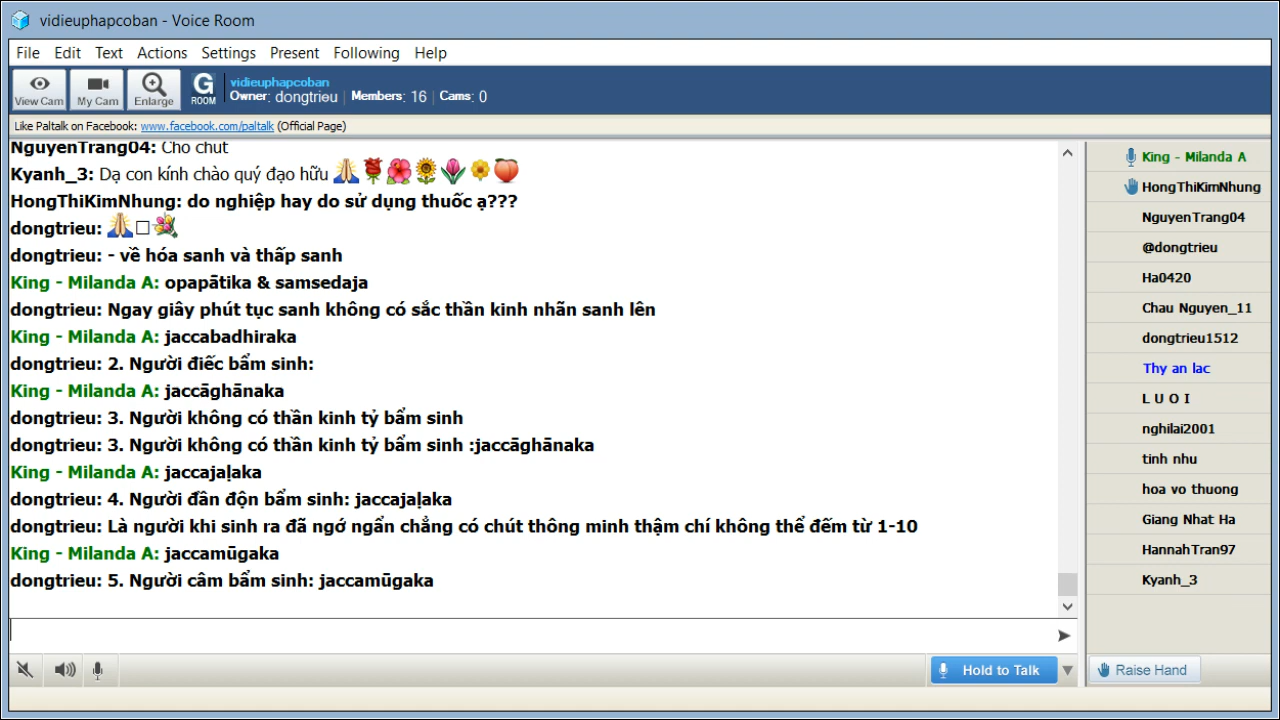 vidieuphapcoban - Voice Room
File Edit Text Actions Settings Present Following Help
View Cam My Cam Enlarge G ROOM vidieuphapcoban
Owner: dongtrieu | Members: 16 | Cams: 0
Like Paltalk on Facebook: www.facebook.com/paltalk (Official Page)
NguyenTrang04: Cho chut
Kyanh_3: Dạ con kính chào quý đạo hữu
HongThiKimNhung: do nghiệp hay do sử dụng thuốc ạ???
dongtrieu:
dongtrieu: - về hóa sanh và thấp sanh
King - Milanda A: opapātika & samsedaja
dongtrieu: Ngay giây phút tục sanh không có sắc thần kinh nhãn sanh lên
King - Milanda A: jaccabadhiraka
dongtrieu: 2. Người điếc bẩm sinh:
King - Milanda A: jaccāghānaka
dongtrieu: 3. Người không có thần kinh tỷ bẩm sinh
dongtrieu: 3. Người không có thần kinh tỷ bẩm sinh :jaccāghānaka
King - Milanda A: jaccajaḷaka
dongtrieu: 4. Người đần độn bẩm sinh: jaccajaḷaka
dongtrieu: Là người khi sinh ra đã ngớ ngẩn chẳng có chút thông minh thậm chí không thể đếm từ 1-10
King - Milanda A: jaccamūgaka
dongtrieu: 5. Người câm bẩm sinh: jaccamūgaka
King - Milanda A
HongThiKimNhung
NguyenTrang04
@dongtrieu
Ha0420
Chau Nguyen_11
dongtrieu1512
Thy an lac
L U O I
nghilai2001
tinh nhu
hoa vo thuong
Giang Nhat Ha
HannahTran97
Kyanh_3
Hold to Talk
Raise Hand